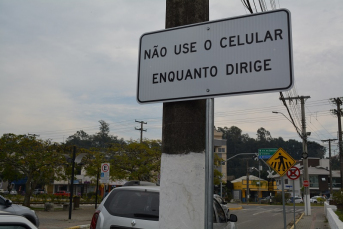 NÃO USE O CELULAR
ENQUANTO DIRIGE